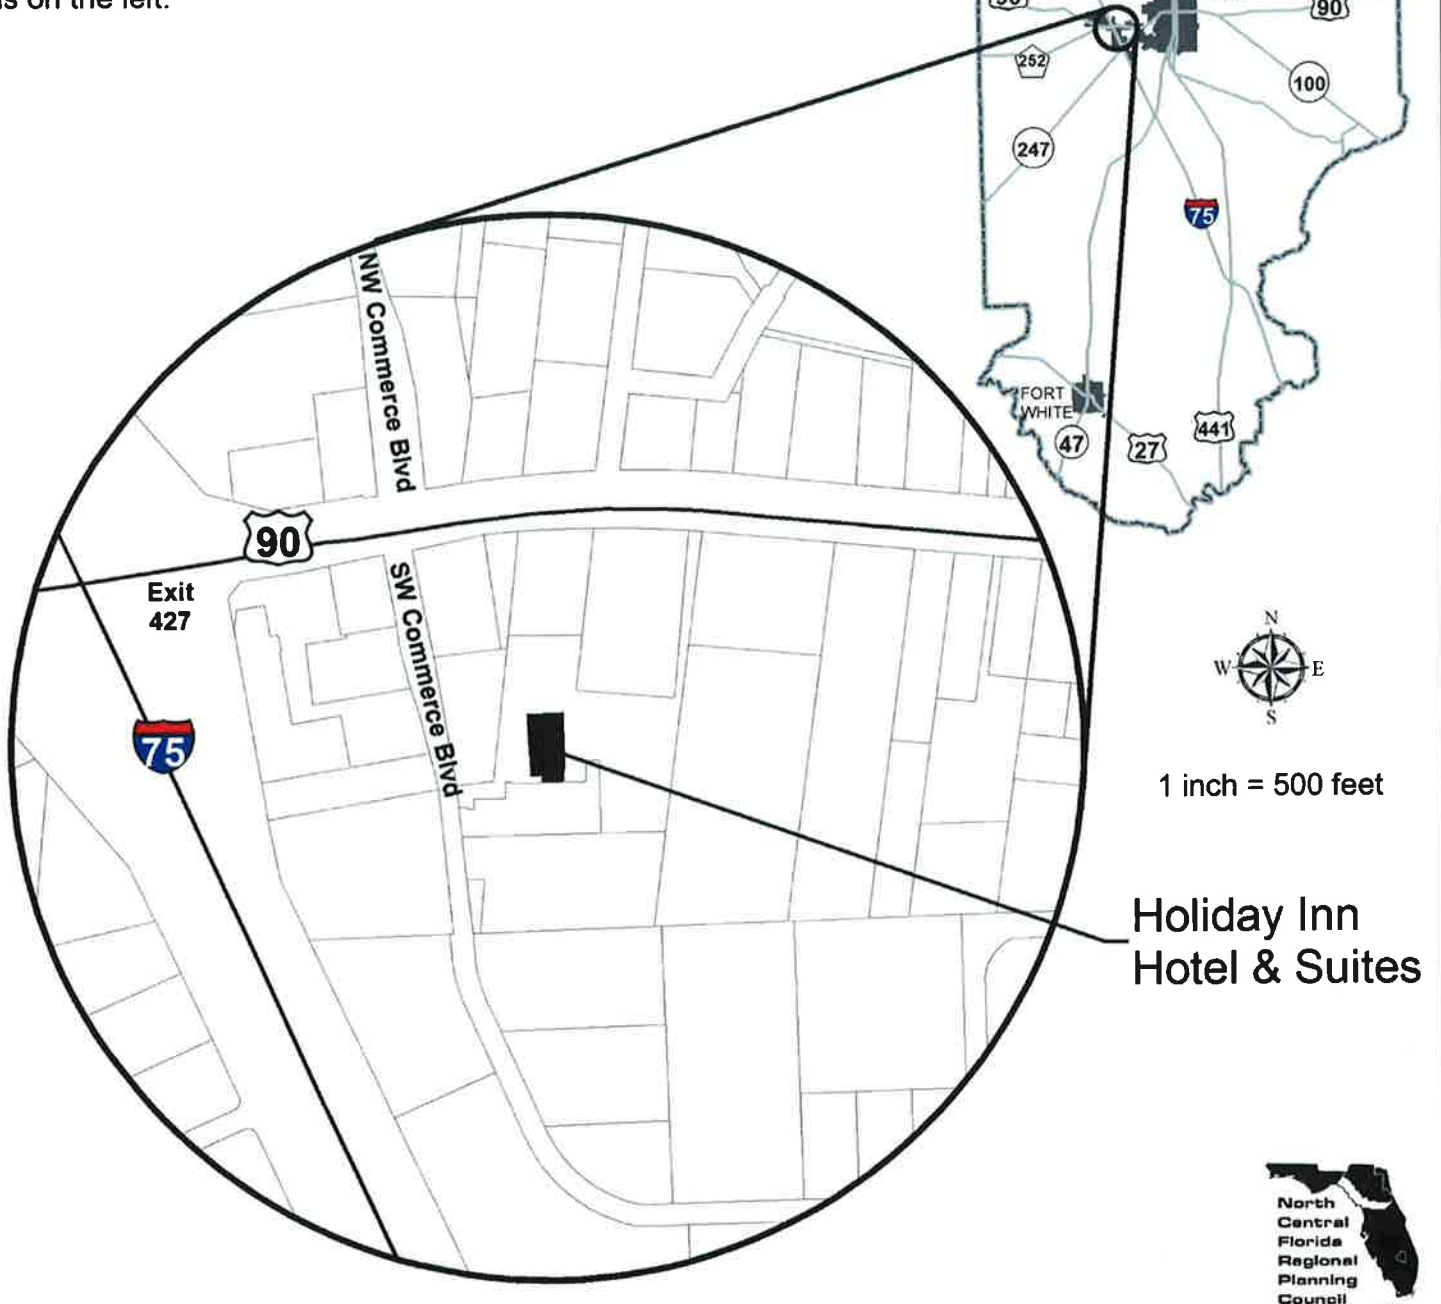 on the left.
90
90
252
100
247
75
FORT
WHITE
47
27
441
NW Commerce Blvd
90
Exit
427
SW Commerce Blvd
75
N
W E
S
1 inch = 500 feet
Holiday Inn
Hotel & Suites
North
Central
Florida
Regional
Planning
Council